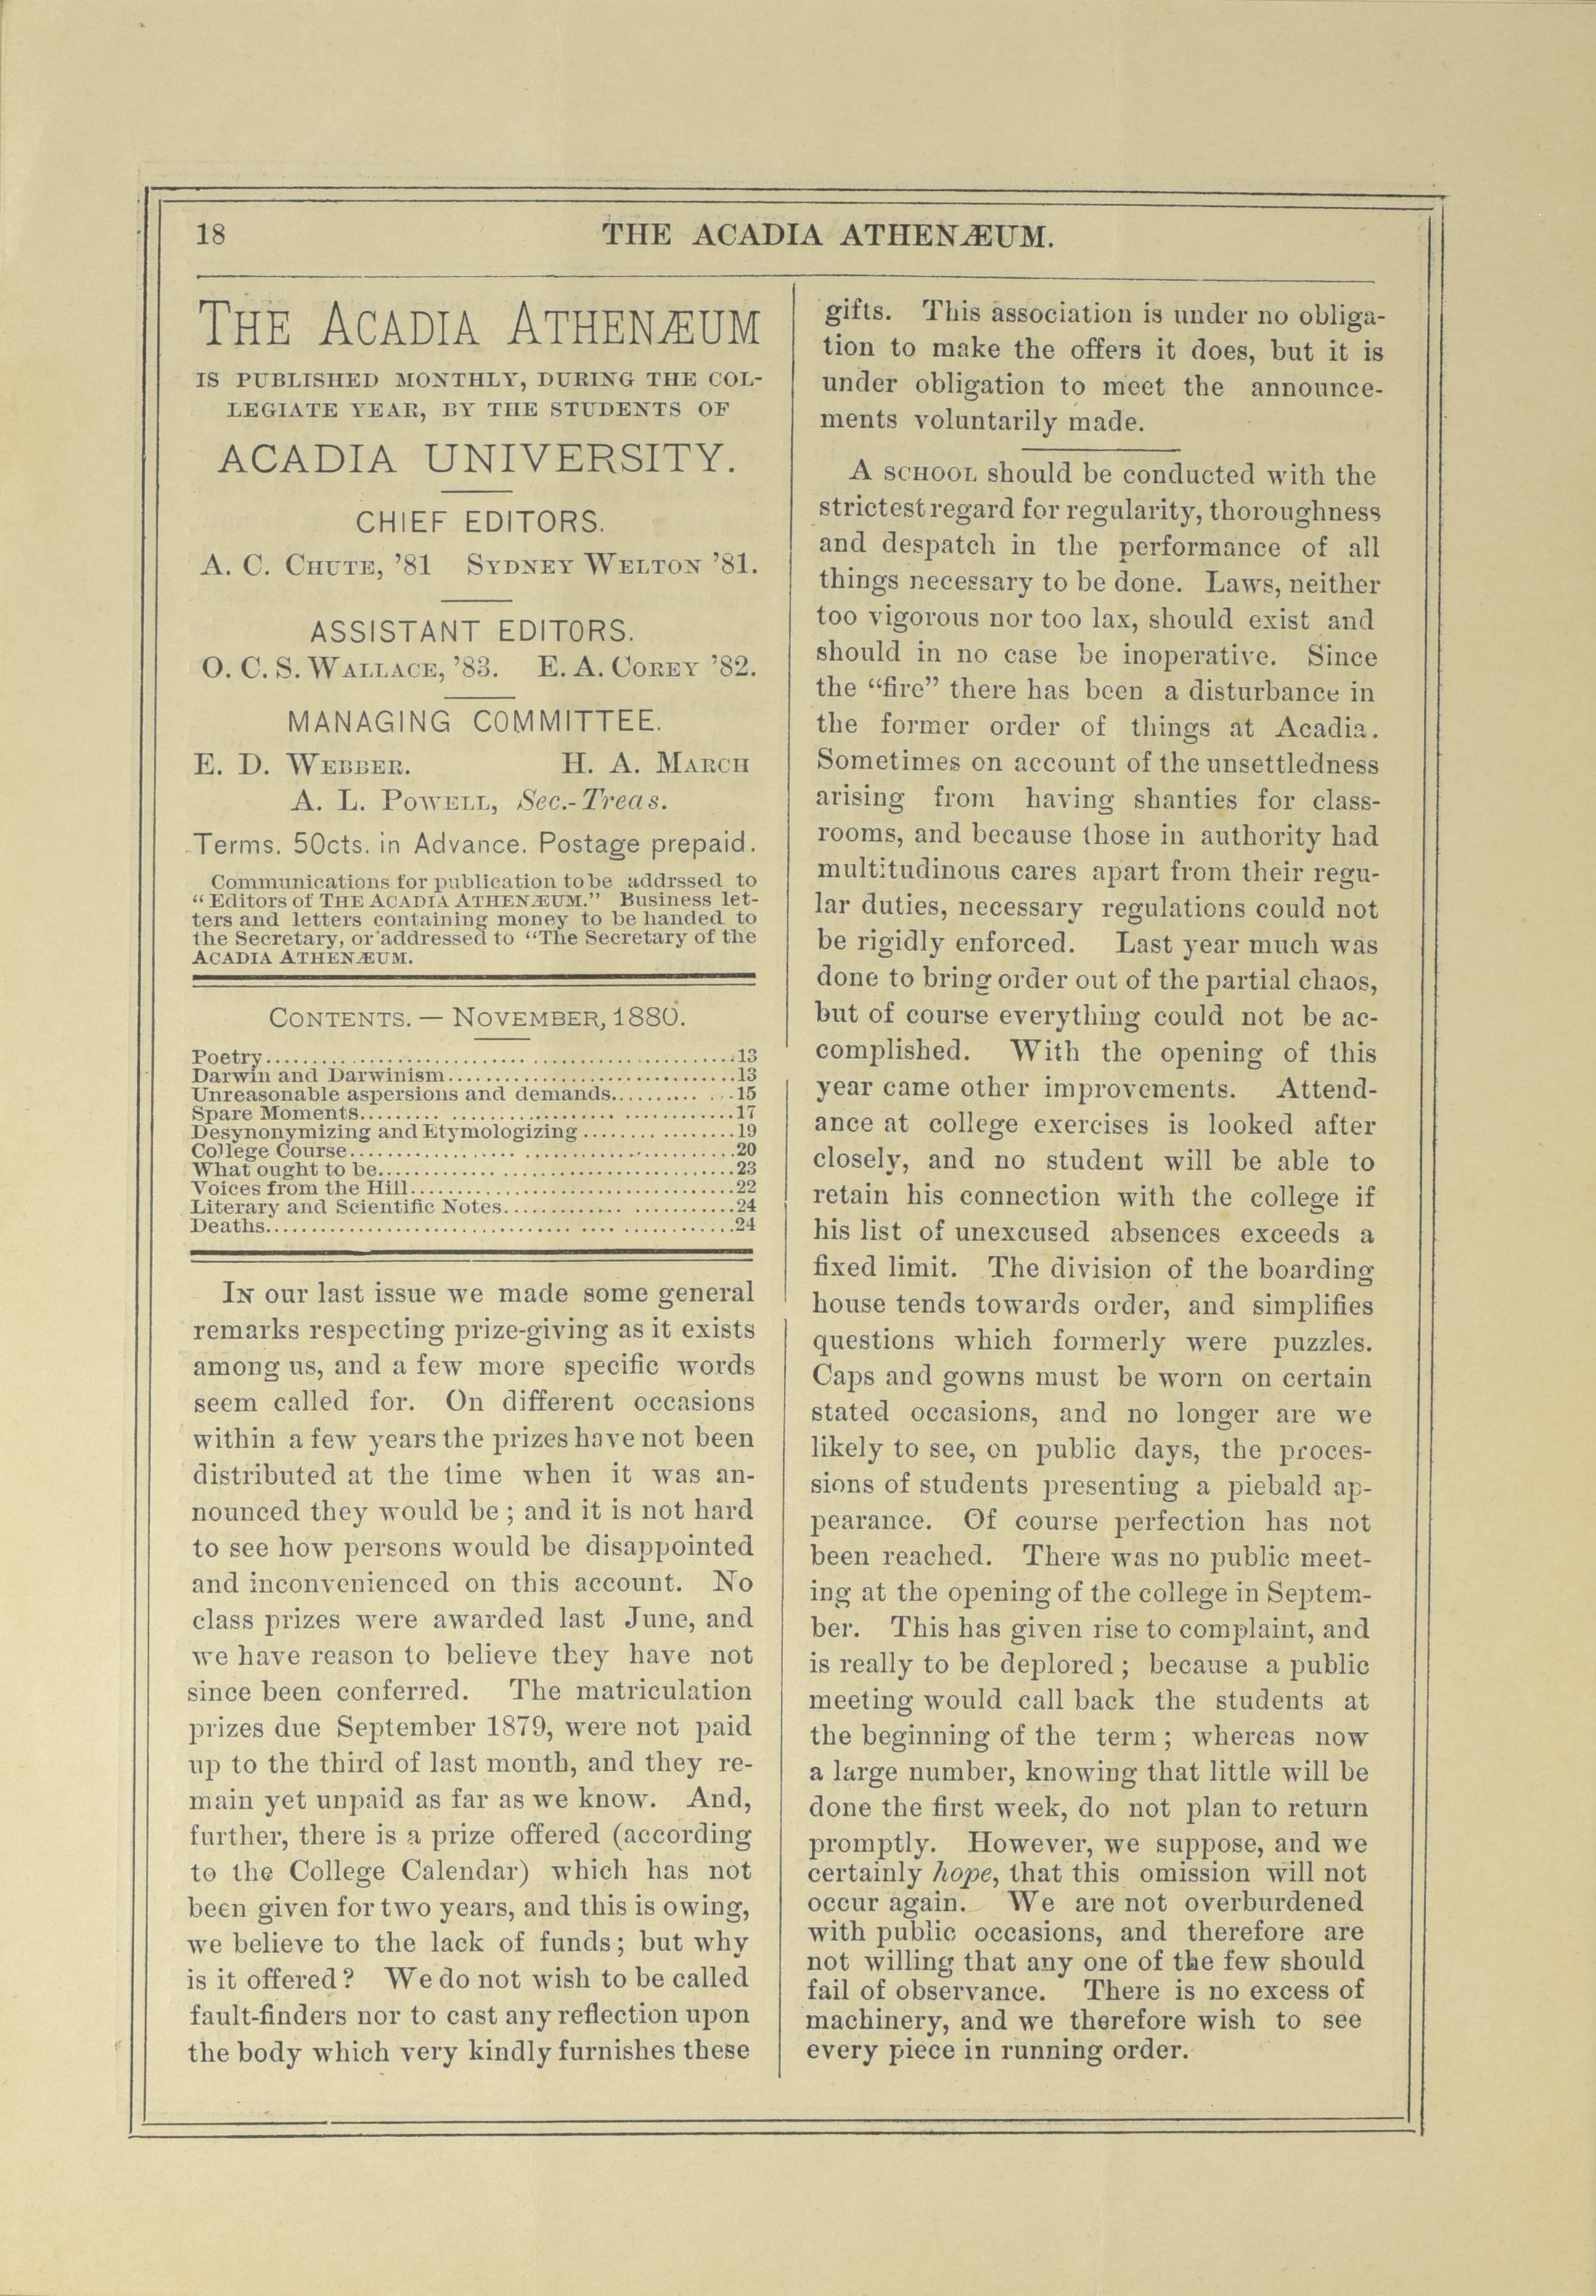 18
THE ACADIA ATHENÆUM.
THE ACADIA ATHENÆUM
IS PUBLISHED MONTHLY, DURING THE COL-
LEGIATE YEAR, BY THE STUDENTS OF
ACADIA UNIVERSITY.
CHIEF EDITORS.
A. C. CHUTE, '81 SYDNEY WELTON '81.
ASSISTANT EDITORS.
O. C. S. WALLACE, '83. E. A. COREY '82.
MANAGING COMMITTEE.
E. D. WEBBER. H. A. MARCH
A. L. POWELL, Sec.-Treas.
Terms. 50cts. in Advance. Postage prepaid.
Communications for publication to be addrssed to
"Editors of THE ACADIA ATHENÆUM." Business let-
ters and letters containing money to be handed to
the Secretary, or addressed to "The Secretary of the
ACADIA ATHENÆUM.
CONTENTS. — NOVEMBER, 1880.
Poetry..........13
Darwin and Darwinism..........13
Unreasonable aspersions and demands..........15
Spare Moments..........17
Desynonymizing and Etymologizing..........19
College Course..........20
What ought to be..........23
Voices from the Hill..........22
Literary and Scientific Notes..........24
Deaths..........24
IN our last issue we made some general
remarks respecting prize-giving as it exists
among us, and a few more specific words
seem called for. On different occasions
within a few years the prizes have not been
distributed at the time when it was an-
nounced they would be; and it is not hard
to see how persons would be disappointed
and inconvenienced on this account. No
class prizes were awarded last June, and
we have reason to believe they have not
since been conferred. The matriculation
prizes due September 1879, were not paid
up to the third of last month, and they re-
main yet unpaid as far as we know. And,
further, there is a prize offered (according
to the College Calendar) which has not
been given for two years, and this is owing,
we believe to the lack of funds; but why
is it offered? We do not wish to be called
fault-finders nor to cast any reflection upon
the body which very kindly furnishes these
gifts. This association is under no obliga-
tion to make the offers it does, but it is
under obligation to meet the announce-
ments voluntarily made.
A SCHOOL should be conducted with the
strictest regard for regularity, thoroughness
and despatch in the performance of all
things necessary to be done. Laws, neither
too vigorous nor too lax, should exist and
should in no case be inoperative. Since
the "fire" there has been a disturbance in
the former order of things at Acadia.
Sometimes on account of the unsettledness
arising from having shanties for class-
rooms, and because those in authority had
multitudinous cares apart from their regu-
lar duties, necessary regulations could not
be rigidly enforced. Last year much was
done to bring order out of the partial chaos,
but of course everything could not be ac-
complished. With the opening of this
year came other improvements. Attend-
ance at college exercises is looked after
closely, and no student will be able to
retain his connection with the college if
his list of unexcused absences exceeds a
fixed limit. The division of the boarding
house tends towards order, and simplifies
questions which formerly were puzzles.
Caps and gowns must be worn on certain
stated occasions, and no longer are we
likely to see, on public days, the proces-
sions of students presenting a piebald ap-
pearance. Of course perfection has not
been reached. There was no public meet-
ing at the opening of the college in Septem-
ber. This has given rise to complaint, and
is really to be deplored; because a public
meeting would call back the students at
the beginning of the term; whereas now
a large number, knowing that little will be
done the first week, do not plan to return
promptly. However, we suppose, and we
certainly hope, that this omission will not
occur again. We are not overburdened
with public occasions, and therefore are
not willing that any one of the few should
fail of observance. There is no excess of
machinery, and we therefore wish to see
every piece in running order.